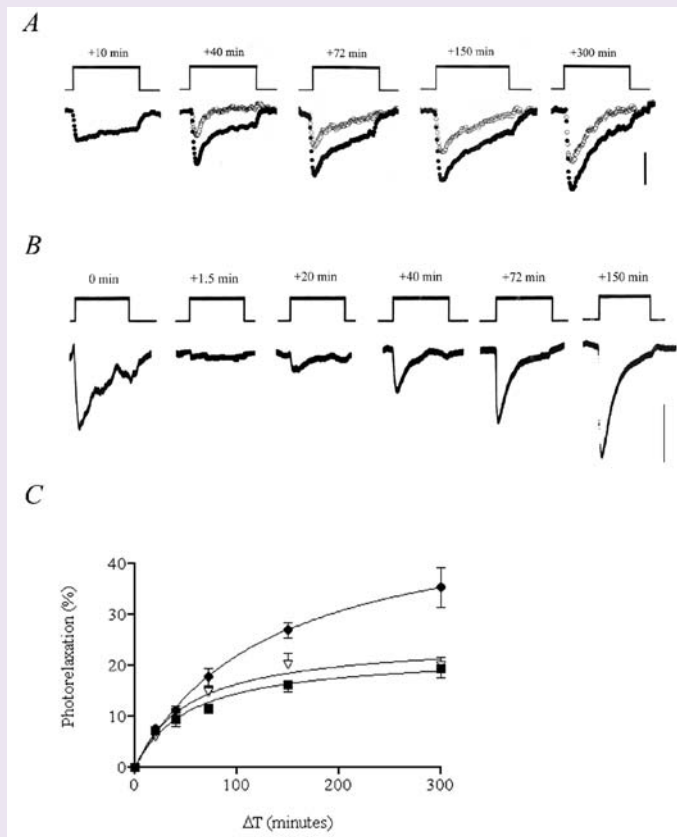 A
+10 min +40 min +72 min +150 min +300 min
B
0 min +1.5 min +20 min +40 min +72 min +150 min
C
40
30
20
10
0
Photorelaxation (%)
0 100 200 300
ΔT (minutes)